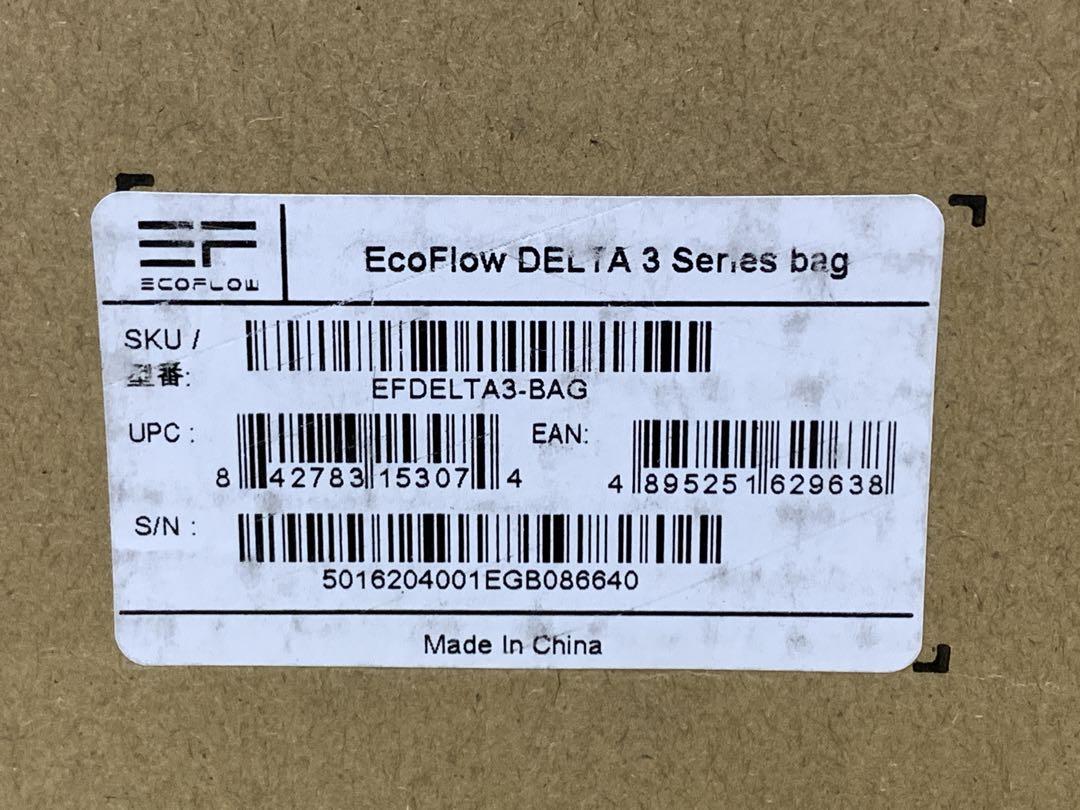 EF
ECOFLOW
EcoFlow DELTA 3 Series bag
SKU /
型番:
EFDELTA3-BAG
UPC :
8 42783 15307 4
EAN:
4 895251 629638
S/N :
5016204001EGB086640
Made In China